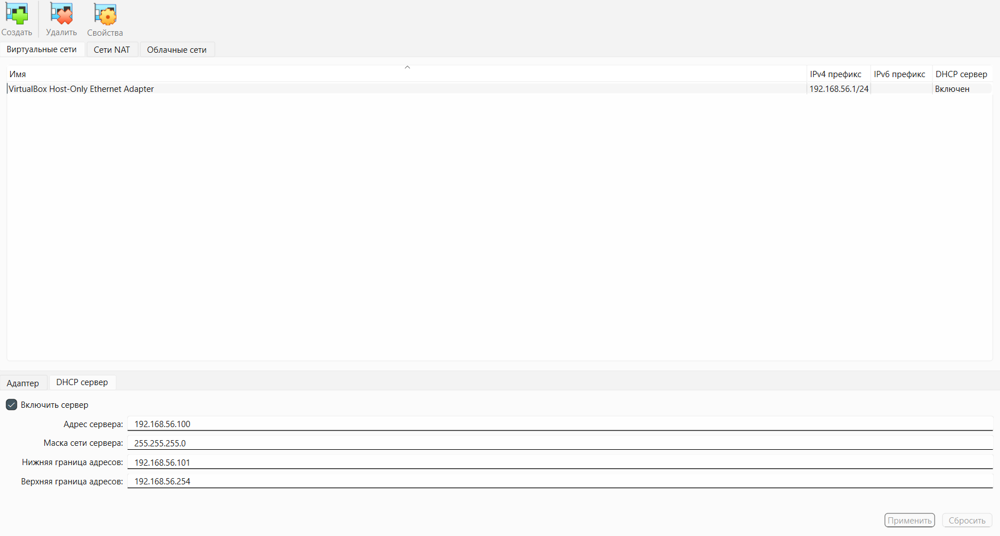 Создать Удалить Свойства
Виртуальные сети Сети NAT Облачные сети
Имя IPv4 префикс IPv6 префикс DHCP сервер
VirtualBox Host-Only Ethernet Adapter 192.168.56.1/24 Включен
Адаптер DHCP сервер
Включить сервер
Адрес сервера: 192.168.56.100
Маска сети сервера: 255.255.255.0
Нижняя граница адресов: 192.168.56.101
Верхняя граница адресов: 192.168.56.254
Применить Сбросить